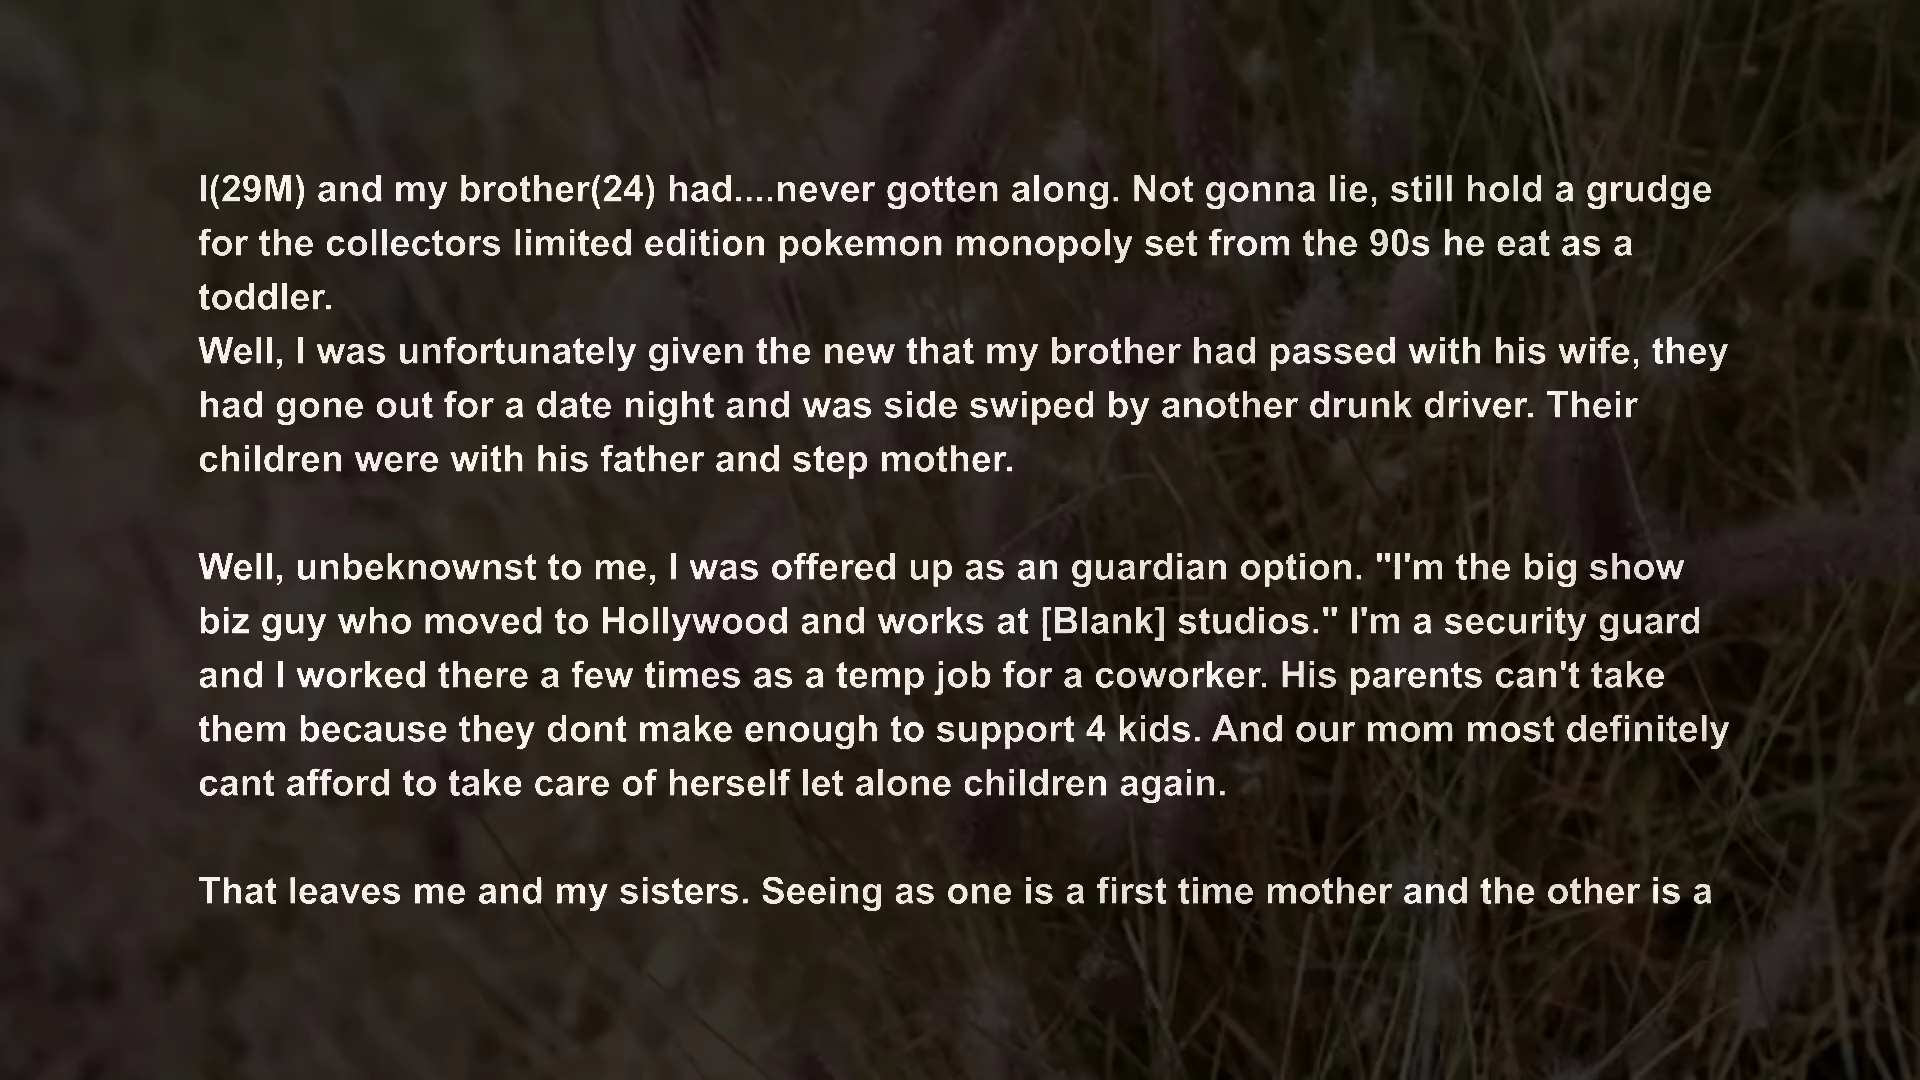 I(29M) and my brother(24) had....never gotten along. Not gonna lie, still hold a grudge
for the collectors limited edition pokemon monopoly set from the 90s he eat as a
toddler.
Well, I was unfortunately given the new that my brother had passed with his wife, they
had gone out for a date night and was side swiped by another drunk driver. Their
children were with his father and step mother.
Well, unbeknownst to me, I was offered up as an guardian option. "I'm the big show
biz guy who moved to Hollywood and works at [Blank] studios." I'm a security guard
and I worked there a few times as a temp job for a coworker. His parents can't take
them because they dont make enough to support 4 kids. And our mom most definitely
cant afford to take care of herself let alone children again.
That leaves me and my sisters. Seeing as one is a first time mother and the other is a